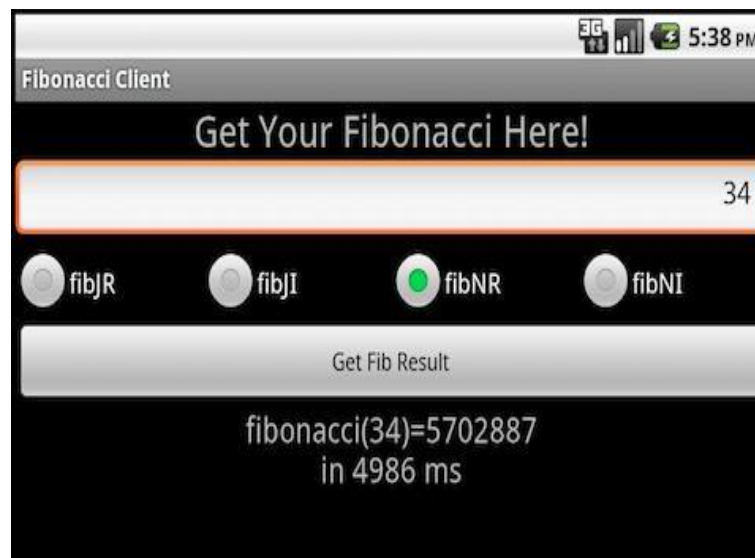 3G 5:38 PM
Fibonacci Client
Get Your Fibonacci Here!
34
fibJR fibJI fibNR fibNI
Get Fib Result
fibonacci(34)=5702887
in 4986 ms